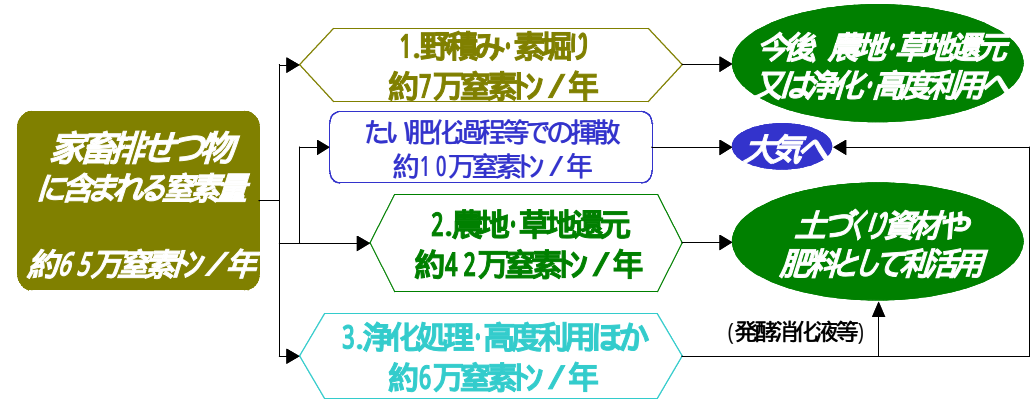 家畜排せつ物
に含まれる窒素量
約65万窒素トン/年
1.野積み・素堀り
約7万窒素トン/年
今後、農地・草地還元
又は浄化・高度利用へ
たい肥化過程等での揮散
約10万窒素トン/年
大気へ
2.農地・草地還元
約42万窒素トン/年
土づくり資材や
肥料として利活用
3.浄化処理・高度利用ほか
約6万窒素トン/年
(発酵消化液等)